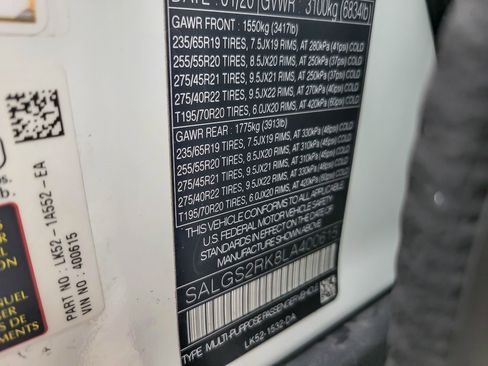 DATE : 01/20 GVWR : 3100kg (6834lb)
GAWR FRONT : 1550kg (3417lb)
235/65R19 TIRES, 7.5JX19 RIMS, AT 280kPa (41psi) COLD
255/55R20 TIRES, 8.5JX20 RIMS, AT 250kPa (37psi) COLD
275/45R21 TIRES, 9.5JX21 RIMS, AT 250kPa (37psi) COLD
275/40R22 TIRES, 9.5JX22 RIMS, AT 270kPa (40psi) COLD
T195/70R20 TIRES, 6.0JX20 RIMS, AT 420kPa (60psi) COLD
GAWR REAR : 1775kg (3913lb)
235/65R19 TIRES, 7.5JX19 RIMS, AT 330kPa (48psi) COLD
255/55R20 TIRES, 8.5JX20 RIMS, AT 310kPa COLD
275/45R21 TIRES, 9.5JX21 RIMS, AT 310kPa COLD
275/40R22 TIRES, 9.5JX22 RIMS, AT 330kPa (48psi) COLD
T195/70R20 TIRES, 6.0JX20 RIMS, AT 420kPa (60psi) COLD
THIS VEHICLE CONFORMS TO ALL APPLICABLE
U.S. FEDERAL MOTOR VEHICLE SAFETY
STANDARDS IN EFFECT ON THE DATE OF
MANUFACTURE SHOWN ABOVE.
SALGS2RK8LA400615
TYPE : MULTI-PURPOSE PASSENGER VEHICLE
LK52-1532-DA
PART NO : LK52 - 1A552 - EA
VIN NO : 400615
NUEL